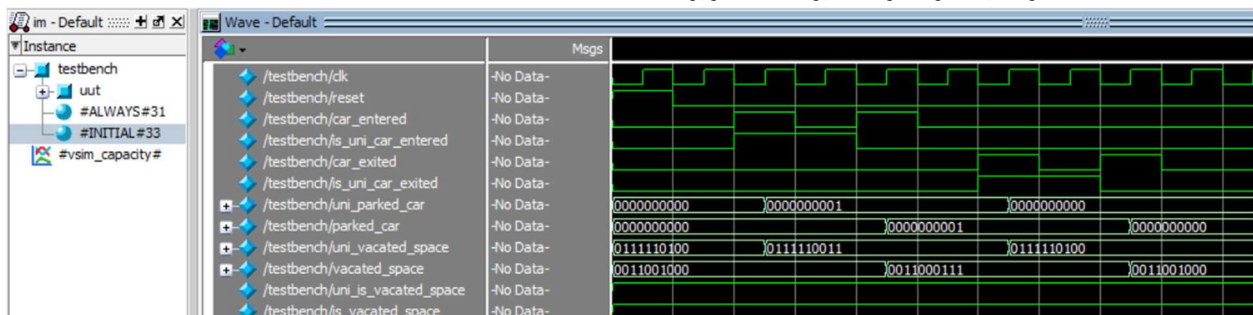 im - Default
Wave - Default
Instance
Msgs
testbench
uut
#ALWAYS#31
#INITIAL#33
#vsim_capacity#
/testbench/clk -No Data-
/testbench/reset -No Data-
/testbench/car_entered -No Data-
/testbench/is_uni_car_entered -No Data-
/testbench/car_exited -No Data-
/testbench/is_uni_car_exited -No Data-
/testbench/uni_parked_car -No Data- 0000000000 0000000001 0000000000
/testbench/parked_car -No Data- 0000000000 0000000001 0000000000
/testbench/uni_vacated_space -No Data- 0111110100 0111110011 0111110100
/testbench/vacated_space -No Data- 0011001000 0011000111 0011001000
/testbench/uni_is_vacated_space -No Data-
/testbench/is_vacated_space -No Data-